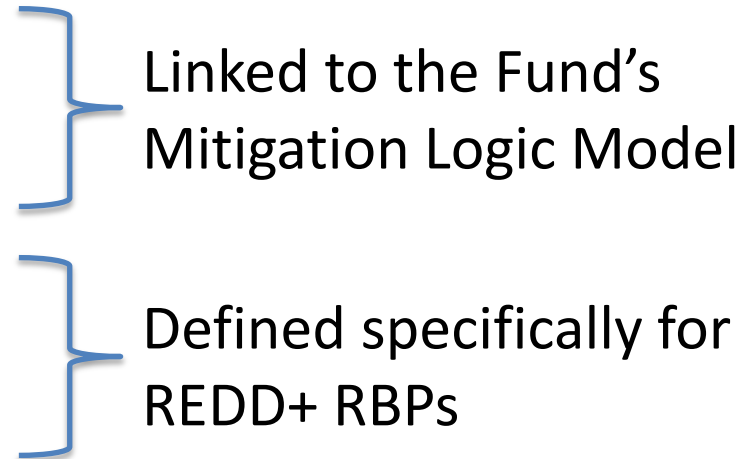 Linked to the Fund’s
Mitigation Logic Model
Defined specifically for
REDD+ RBPs